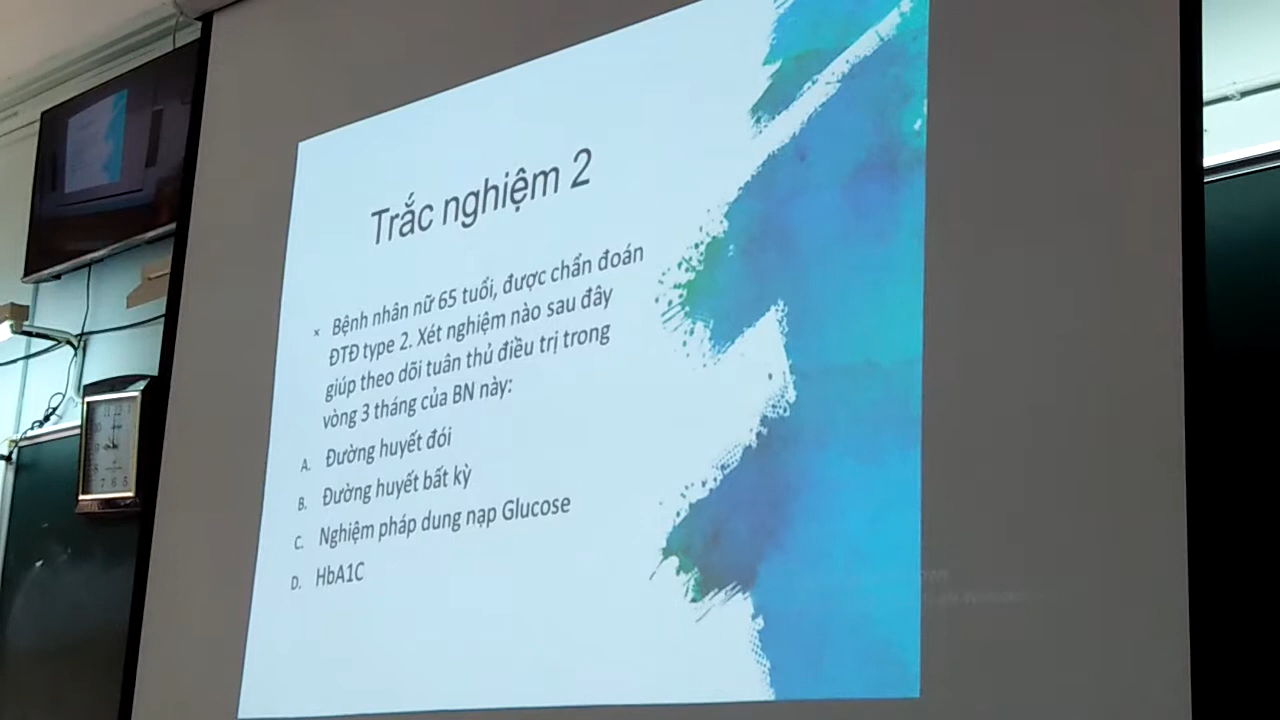 Trắc nghiệm 2
× Bệnh nhân nữ 65 tuổi, được chẩn đoán
ĐTĐ type 2. Xét nghiệm nào sau đây
giúp theo dõi tuân thủ điều trị trong
vòng 3 tháng của BN này:
A. Đường huyết đói
B. Đường huyết bất kỳ
C. Nghiệm pháp dung nạp Glucose
D. HbA1C